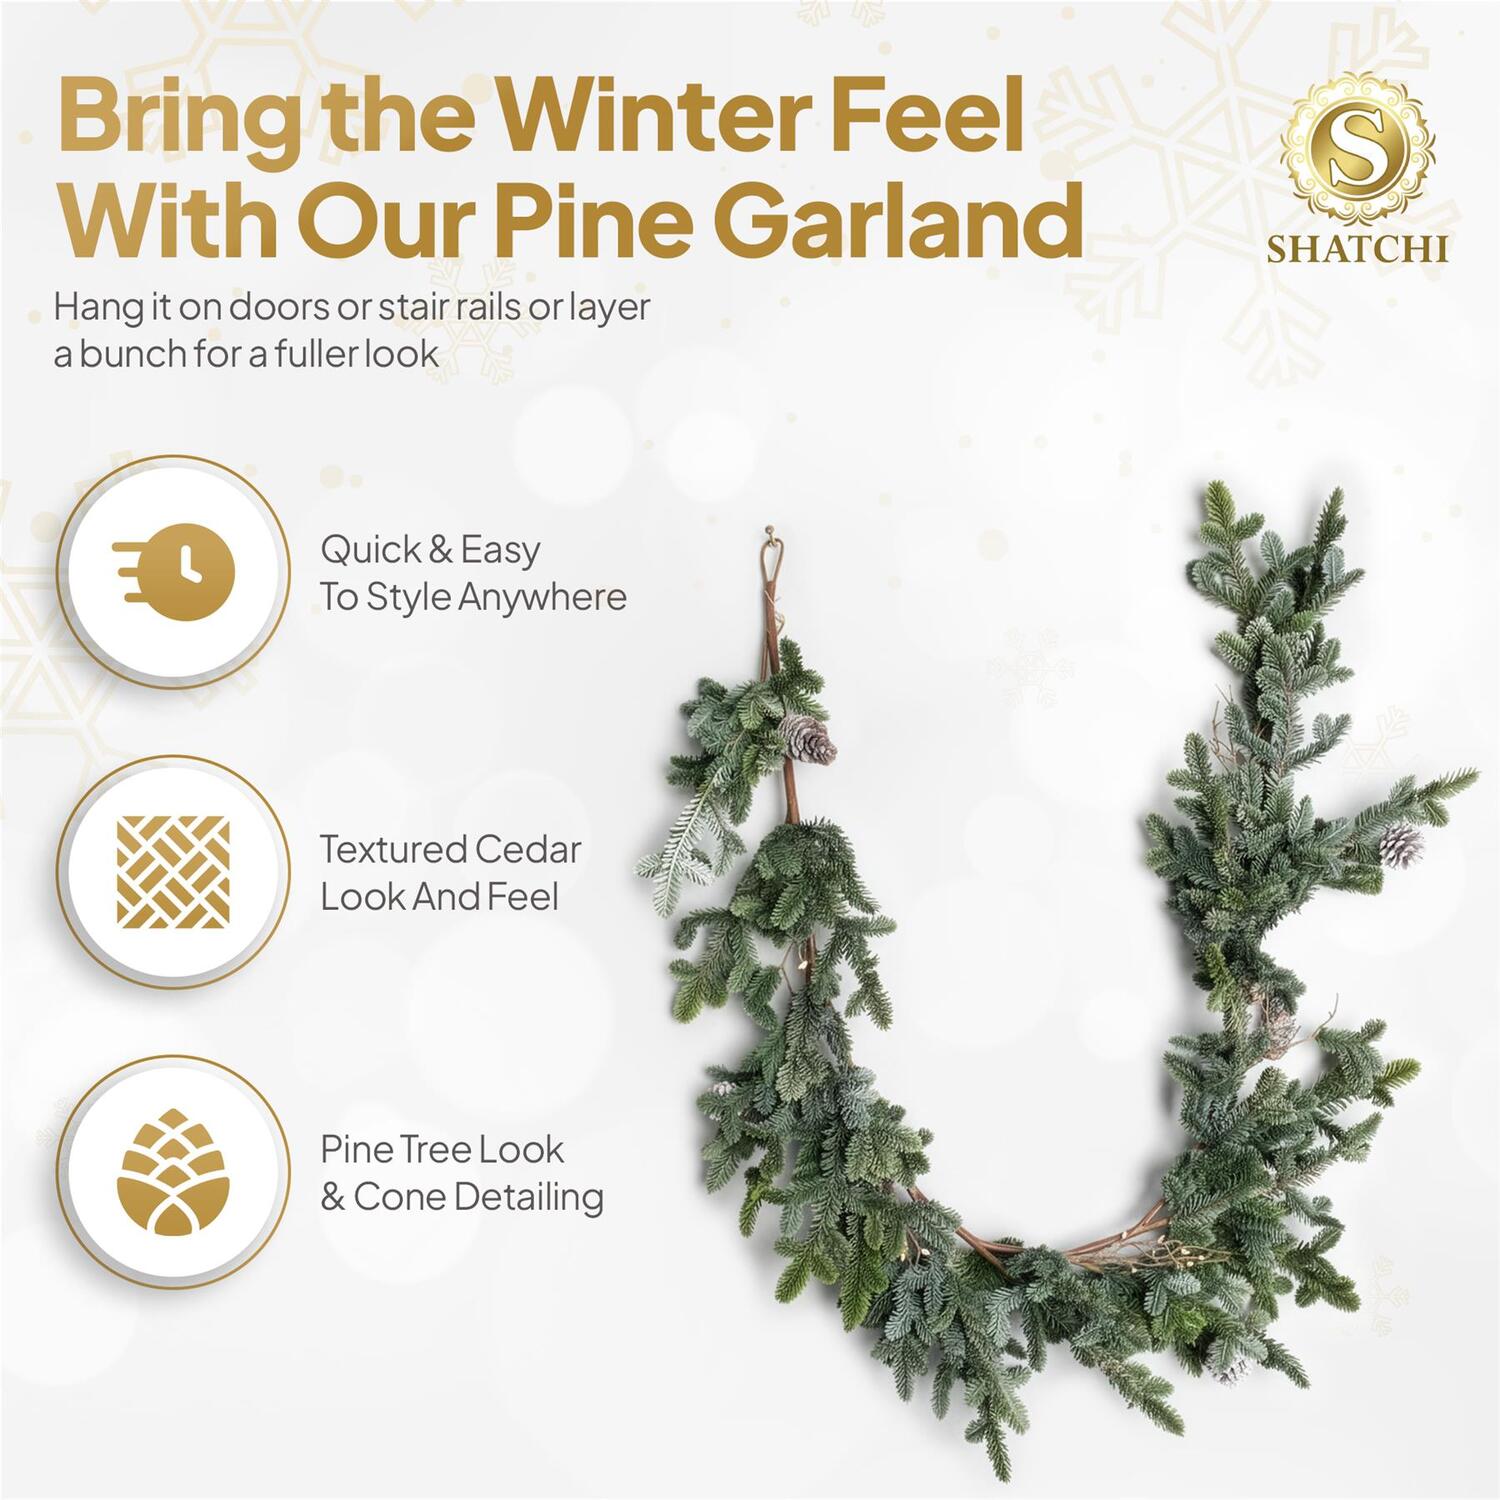 Bring the Winter Feel
With Our Pine Garland
S
SHATCHI
Hang it on doors or stair rails or layer
a bunch for a fuller look
Quick & Easy
To Style Anywhere
Textured Cedar
Look And Feel
Pine Tree Look
& Cone Detailing